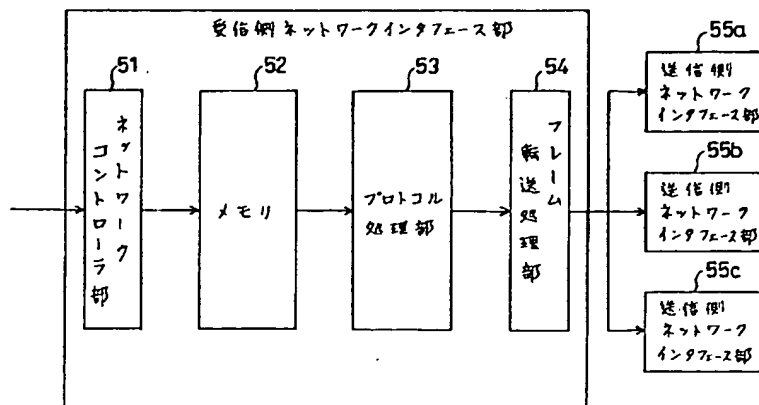 受信側ネットワークインタフェース部
51
ネットワーク
コントローラ部
52
メモリ
53
プロトコル
処理部
54
フレーム
転送処理部
55a
送信側
ネットワーク
インタフェース部
55b
送信側
ネットワーク
インタフェース部
55c
送信側
ネットワーク
インタフェース部